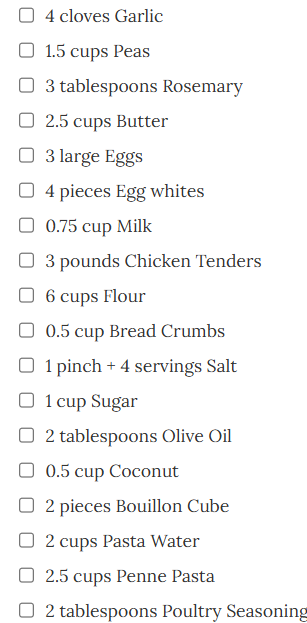 4 cloves Garlic
1.5 cups Peas
3 tablespoons Rosemary
2.5 cups Butter
3 large Eggs
4 pieces Egg whites
0.75 cup Milk
3 pounds Chicken Tenders
6 cups Flour
0.5 cup Bread Crumbs
1 pinch + 4 servings Salt
1 cup Sugar
2 tablespoons Olive Oil
0.5 cup Coconut
2 pieces Bouillon Cube
2 cups Pasta Water
2.5 cups Penne Pasta
2 tablespoons Poultry Seasoning